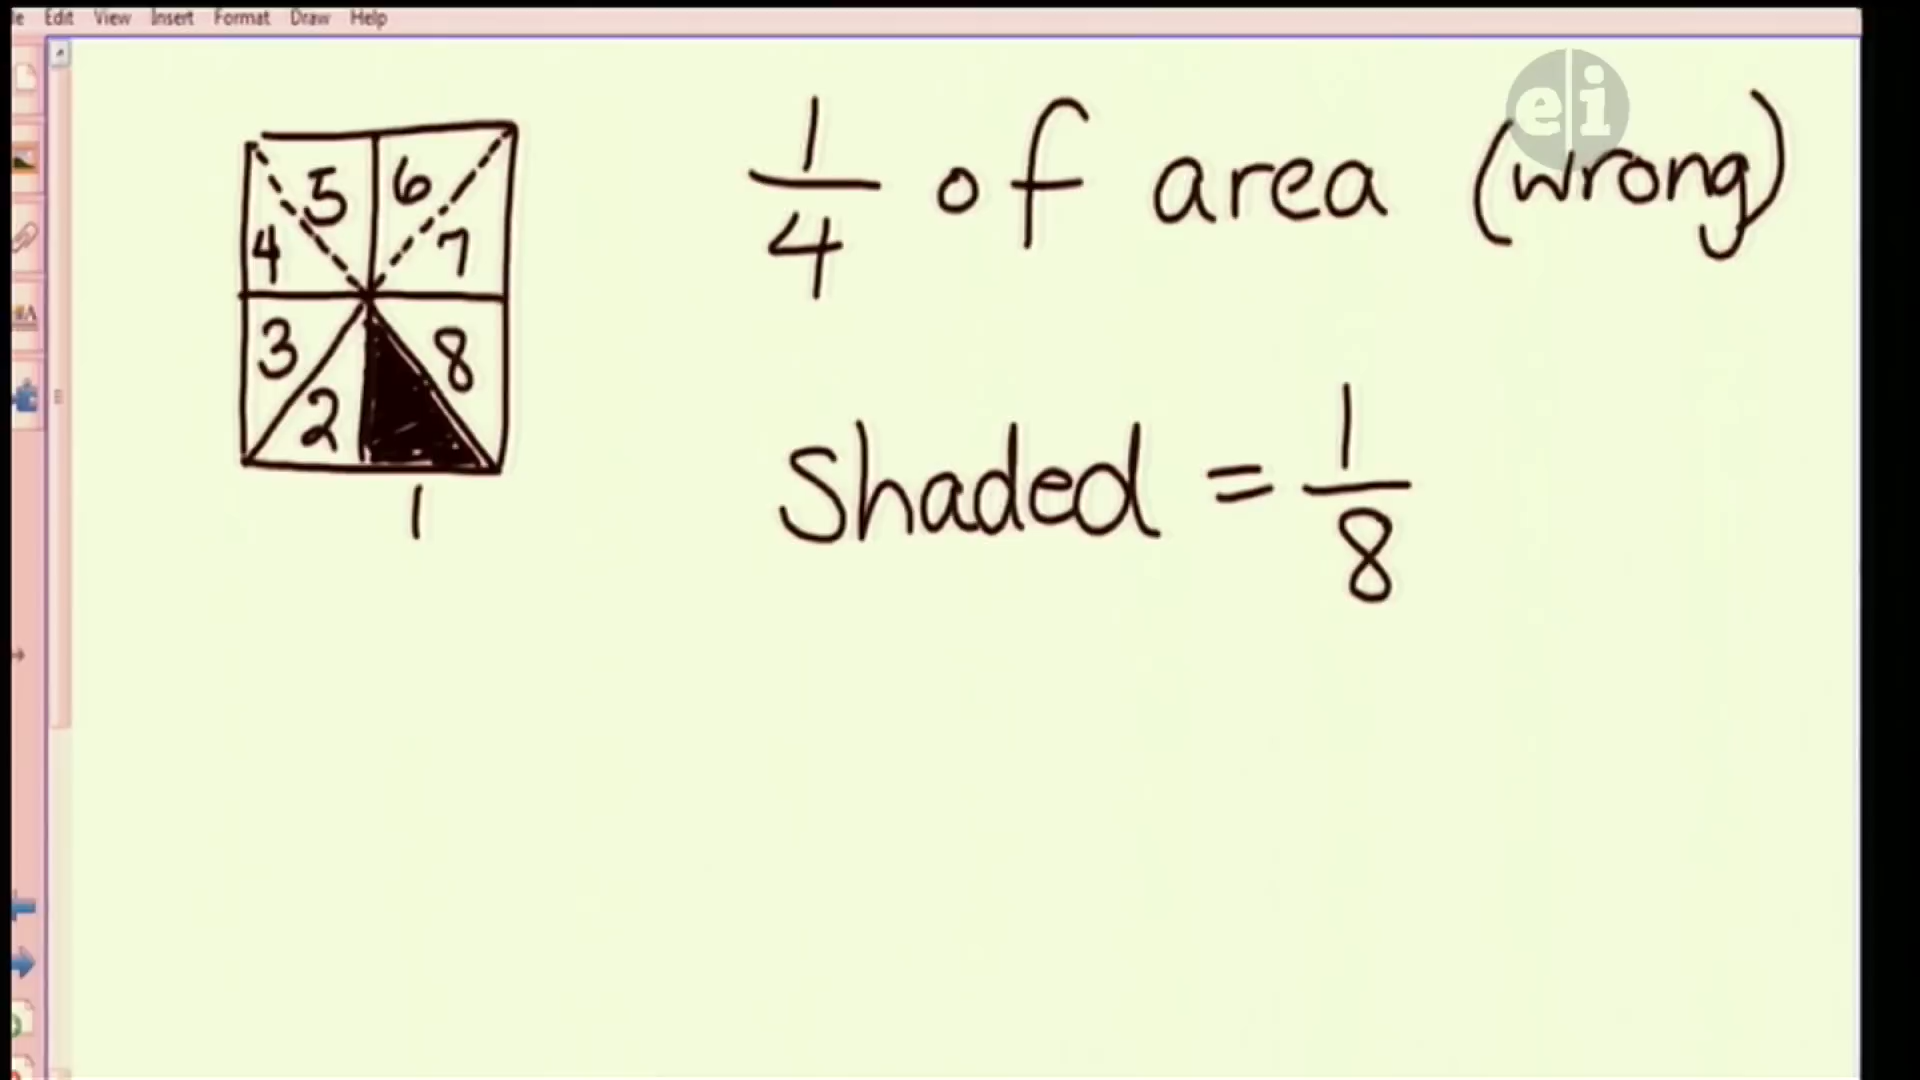 Edit View Insert Format Draw Help
ei
1/4 of area (wrong)
5 6
4 7
3 8
2
1
Shaded = 1/8